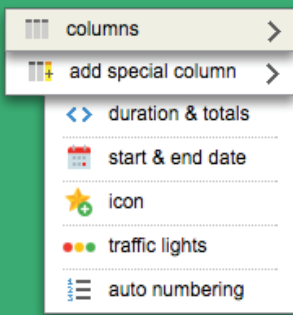 columns
add special column
duration & totals
start & end date
icon
traffic lights
auto numbering